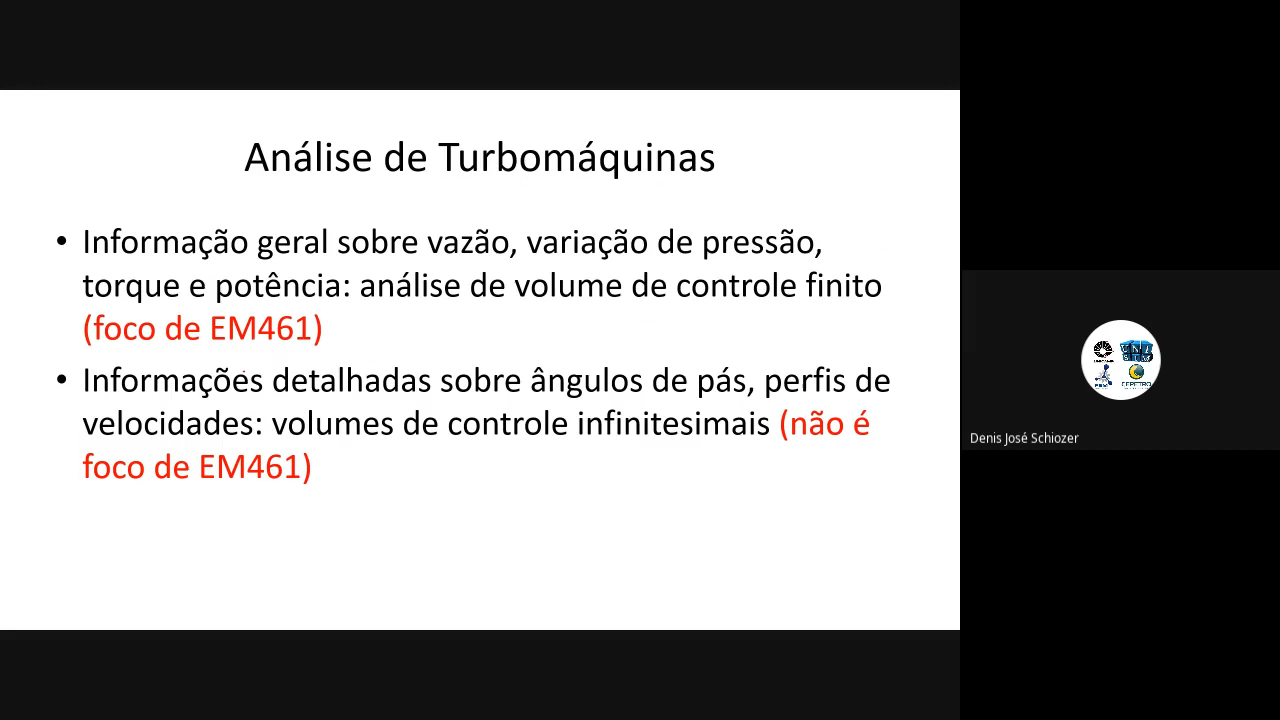 Análise de Turbomáquinas
• Informação geral sobre vazão, variação de pressão,
torque e potência: análise de volume de controle finito
(foco de EM461)
• Informações detalhadas sobre ângulos de pás, perfis de
velocidades: volumes de controle infinitesimais (não é
foco de EM461)
Denis José Schiozer